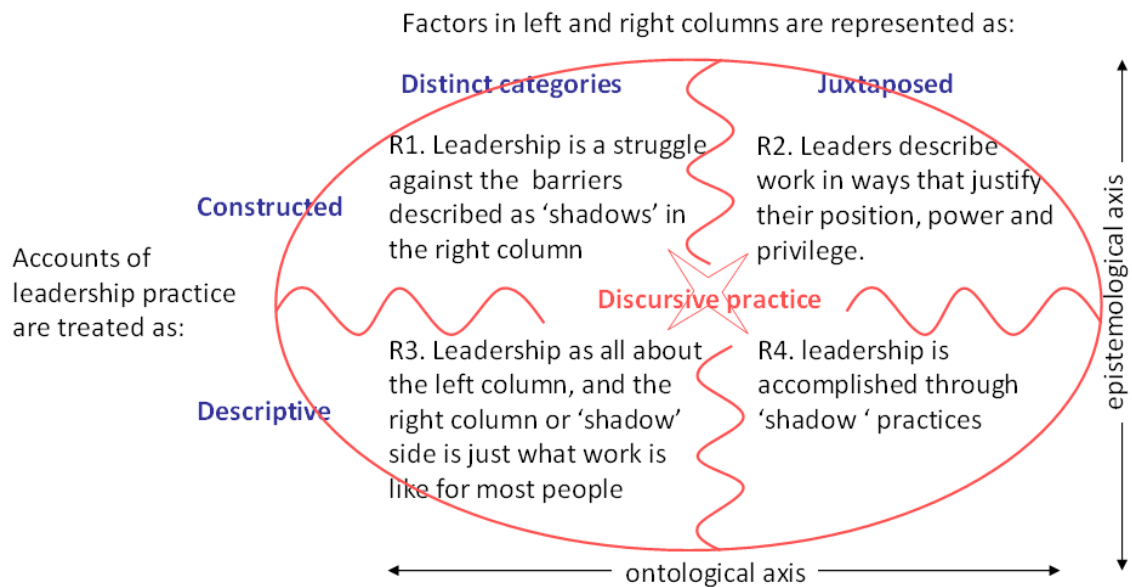 Factors in left and right columns are represented as:
Distinct categories
Juxtaposed
R1. Leadership is a struggle
against the barriers
described as ‘shadows’ in
the right column
R2. Leaders describe
work in ways that justify
their position, power and
privilege.
Constructed
Accounts of
leadership practice
are treated as:
Discursive practice
Descriptive
R3. Leadership as all about
the left column, and the
right column or ‘shadow’
side is just what work is
like for most people
R4. leadership is
accomplished through
‘shadow ‘ practices
epistemological axis
ontological axis